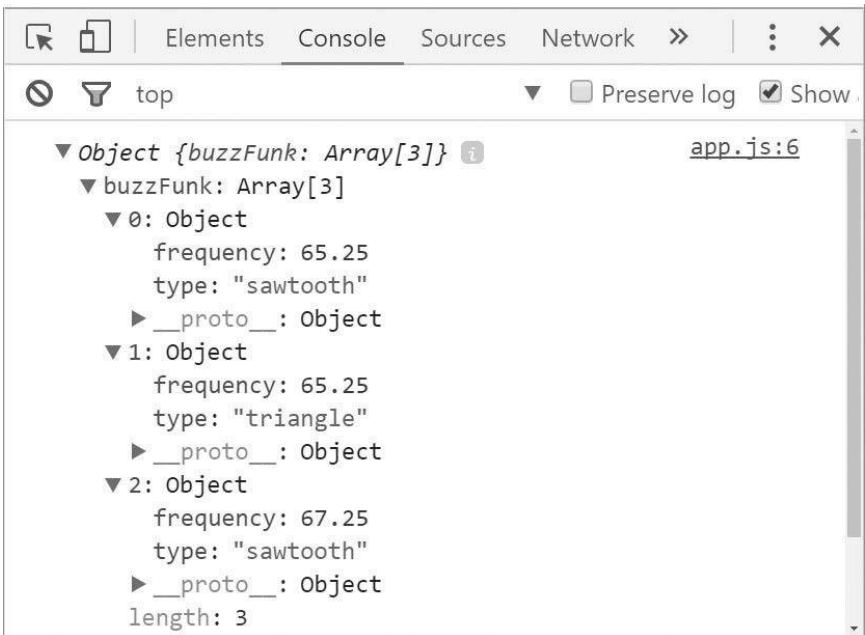 Elements Console Sources Network »
top ▼ Preserve log Show
▼ Object {buzzFunk: Array[3]} i app.js:6
▼ buzzFunk: Array[3]
▼ 0: Object
frequency: 65.25
type: "sawtooth"
▶ __proto__: Object
▼ 1: Object
frequency: 65.25
type: "triangle"
▶ __proto__: Object
▼ 2: Object
frequency: 67.25
type: "sawtooth"
▶ __proto__: Object
length: 3